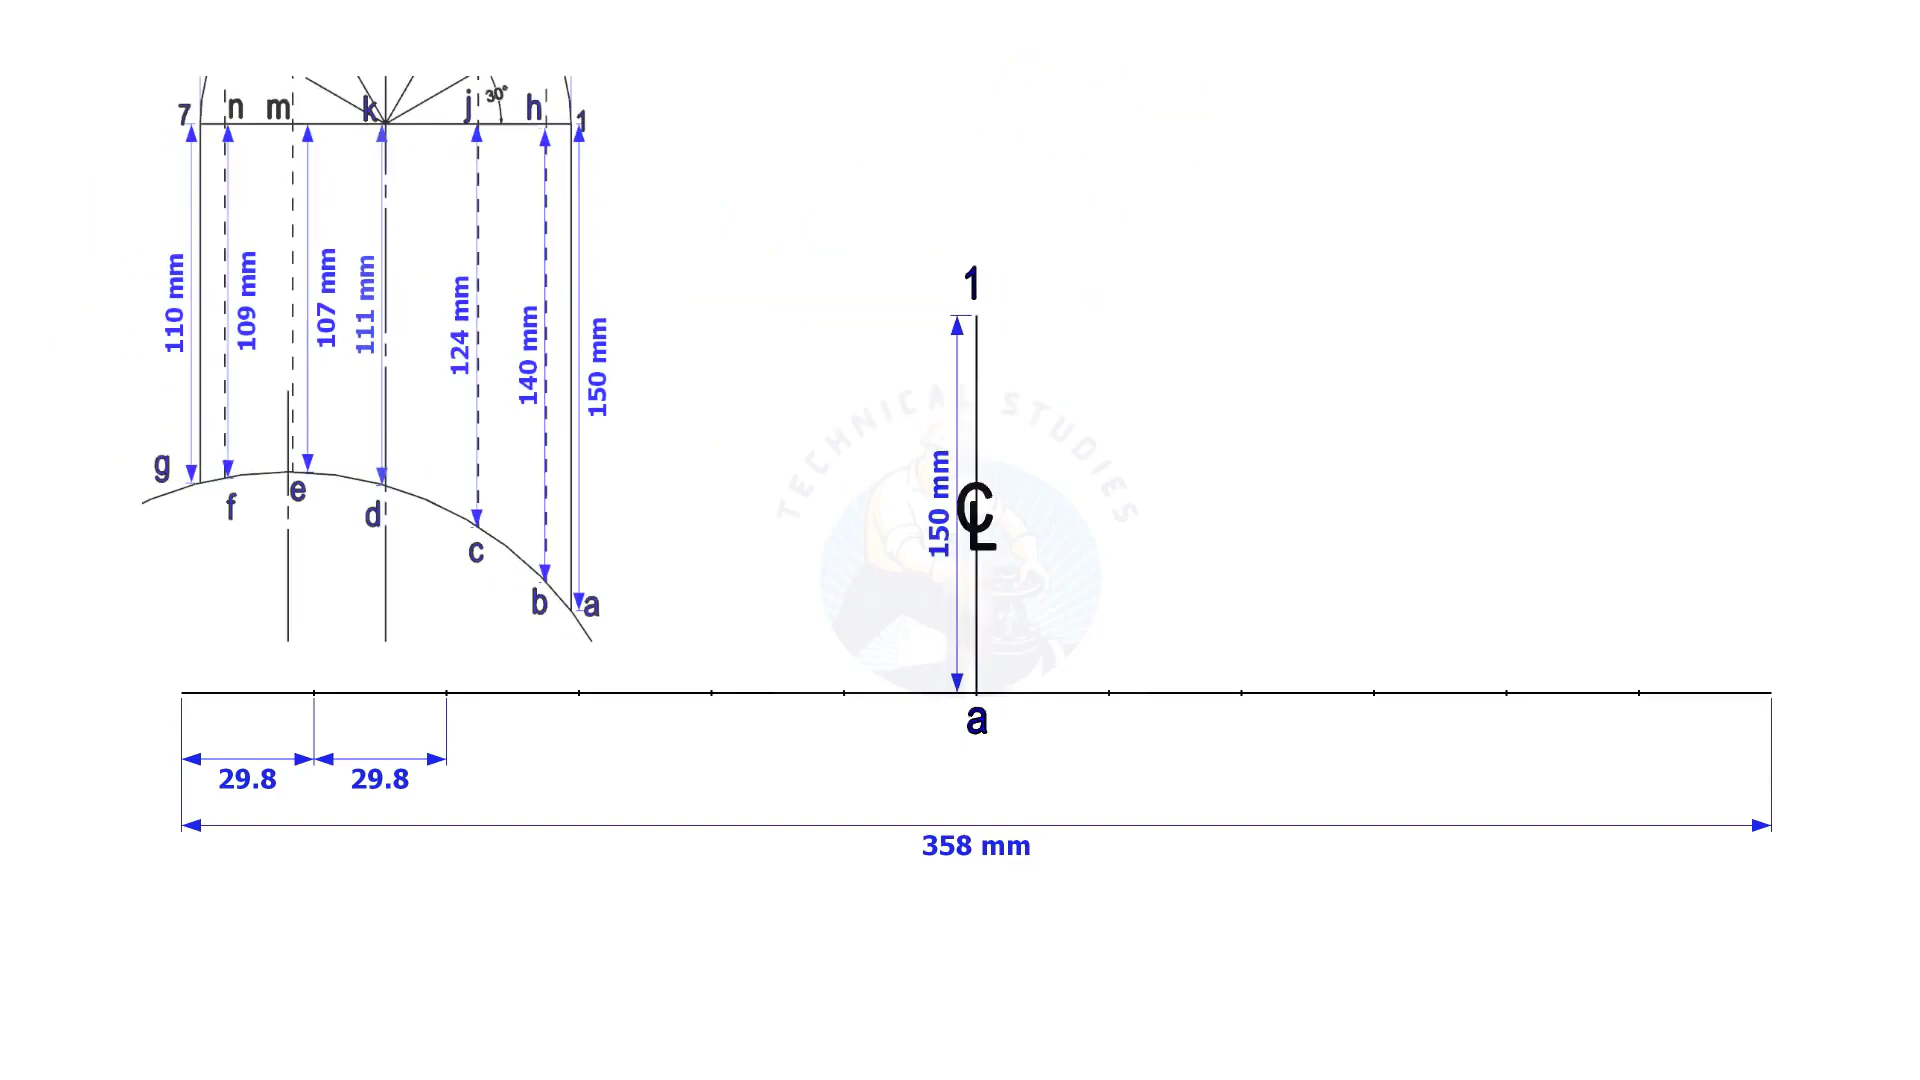 7 n m k j 30° h 1
110 mm
109 mm
107 mm
111 mm
124 mm
140 mm
150 mm
g f e d c b a
1
TECHNICAL STUDIES
150 mm
℄
a
29.8 29.8
358 mm